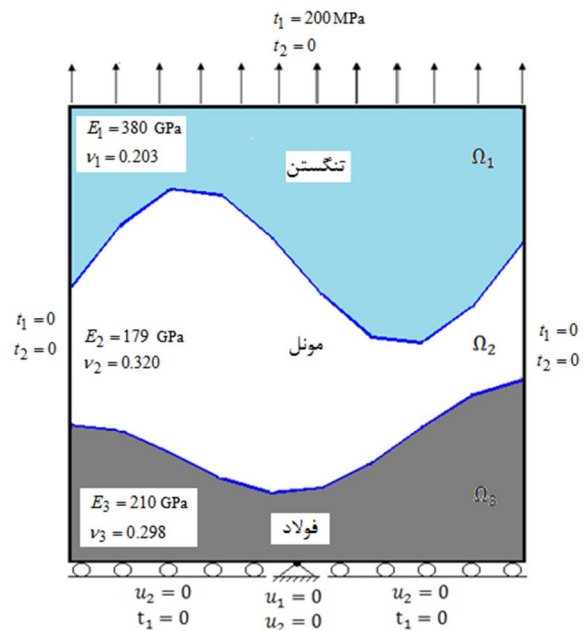 t₁ = 200 MPa
t₂ = 0
E₁ = 380 GPa
ν₁ = 0.203
تنگستن
Ω₁
t₁ = 0
t₂ = 0
E₂ = 179 GPa
ν₂ = 0.320
مونل
Ω₂
t₁ = 0
t₂ = 0
E₃ = 210 GPa
ν₃ = 0.298
فولاد
Ω₃
u₂ = 0
t₁ = 0
u₁ = 0
u₂ = 0
u₂ = 0
t₁ = 0